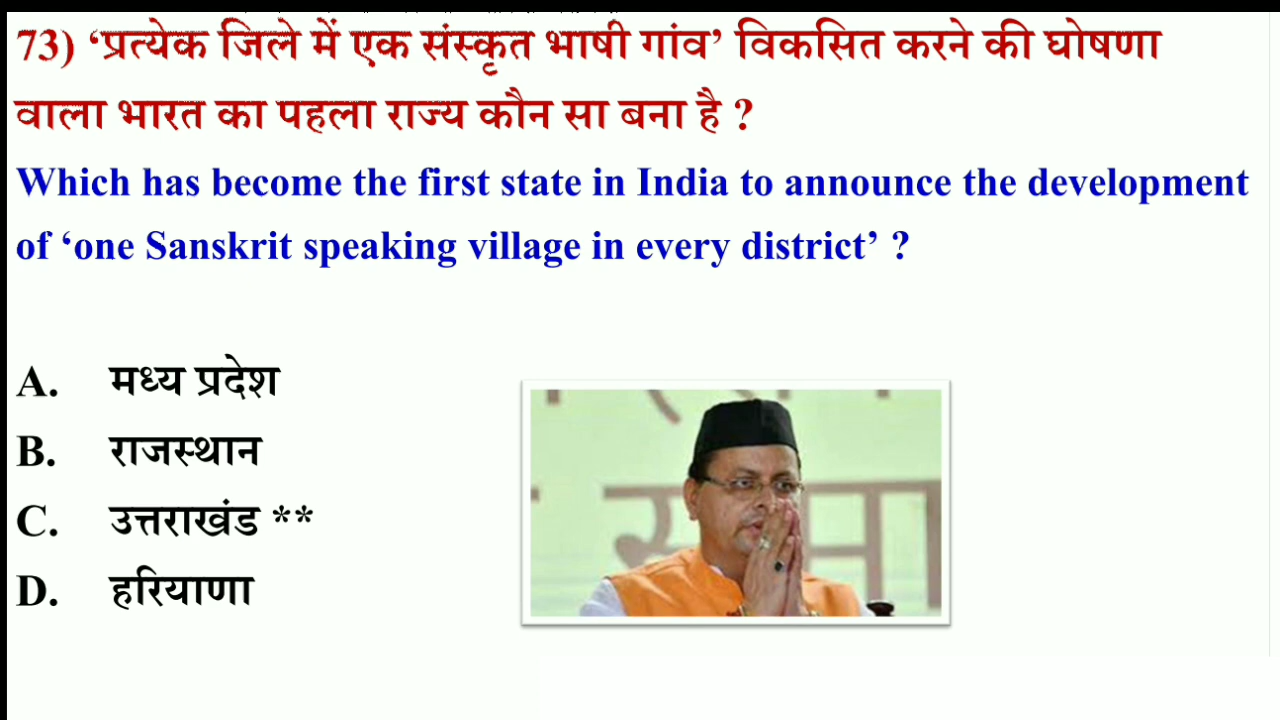 73) ‘प्रत्येक जिले में एक संस्कृत भाषी गांव’ विकसित करने की घोषणा
वाला भारत का पहला राज्य कौन सा बना है ?
Which has become the first state in India to announce the development
of ‘one Sanskrit speaking village in every district’ ?
A. मध्य प्रदेश
B. राजस्थान
C. उत्तराखंड **
D. हरियाणा